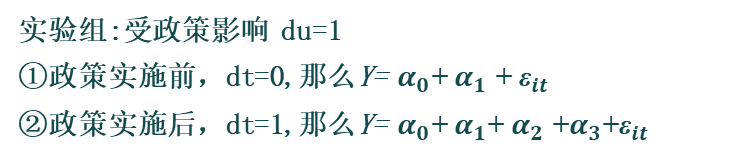 实验组:受政策影响 du=1
①政策实施前，dt=0,那么Y= α₀+ α₁ + εᵢₜ
②政策实施后，dt=1,那么Y= α₀+ α₁+ α₂ +α₃+εᵢₜ